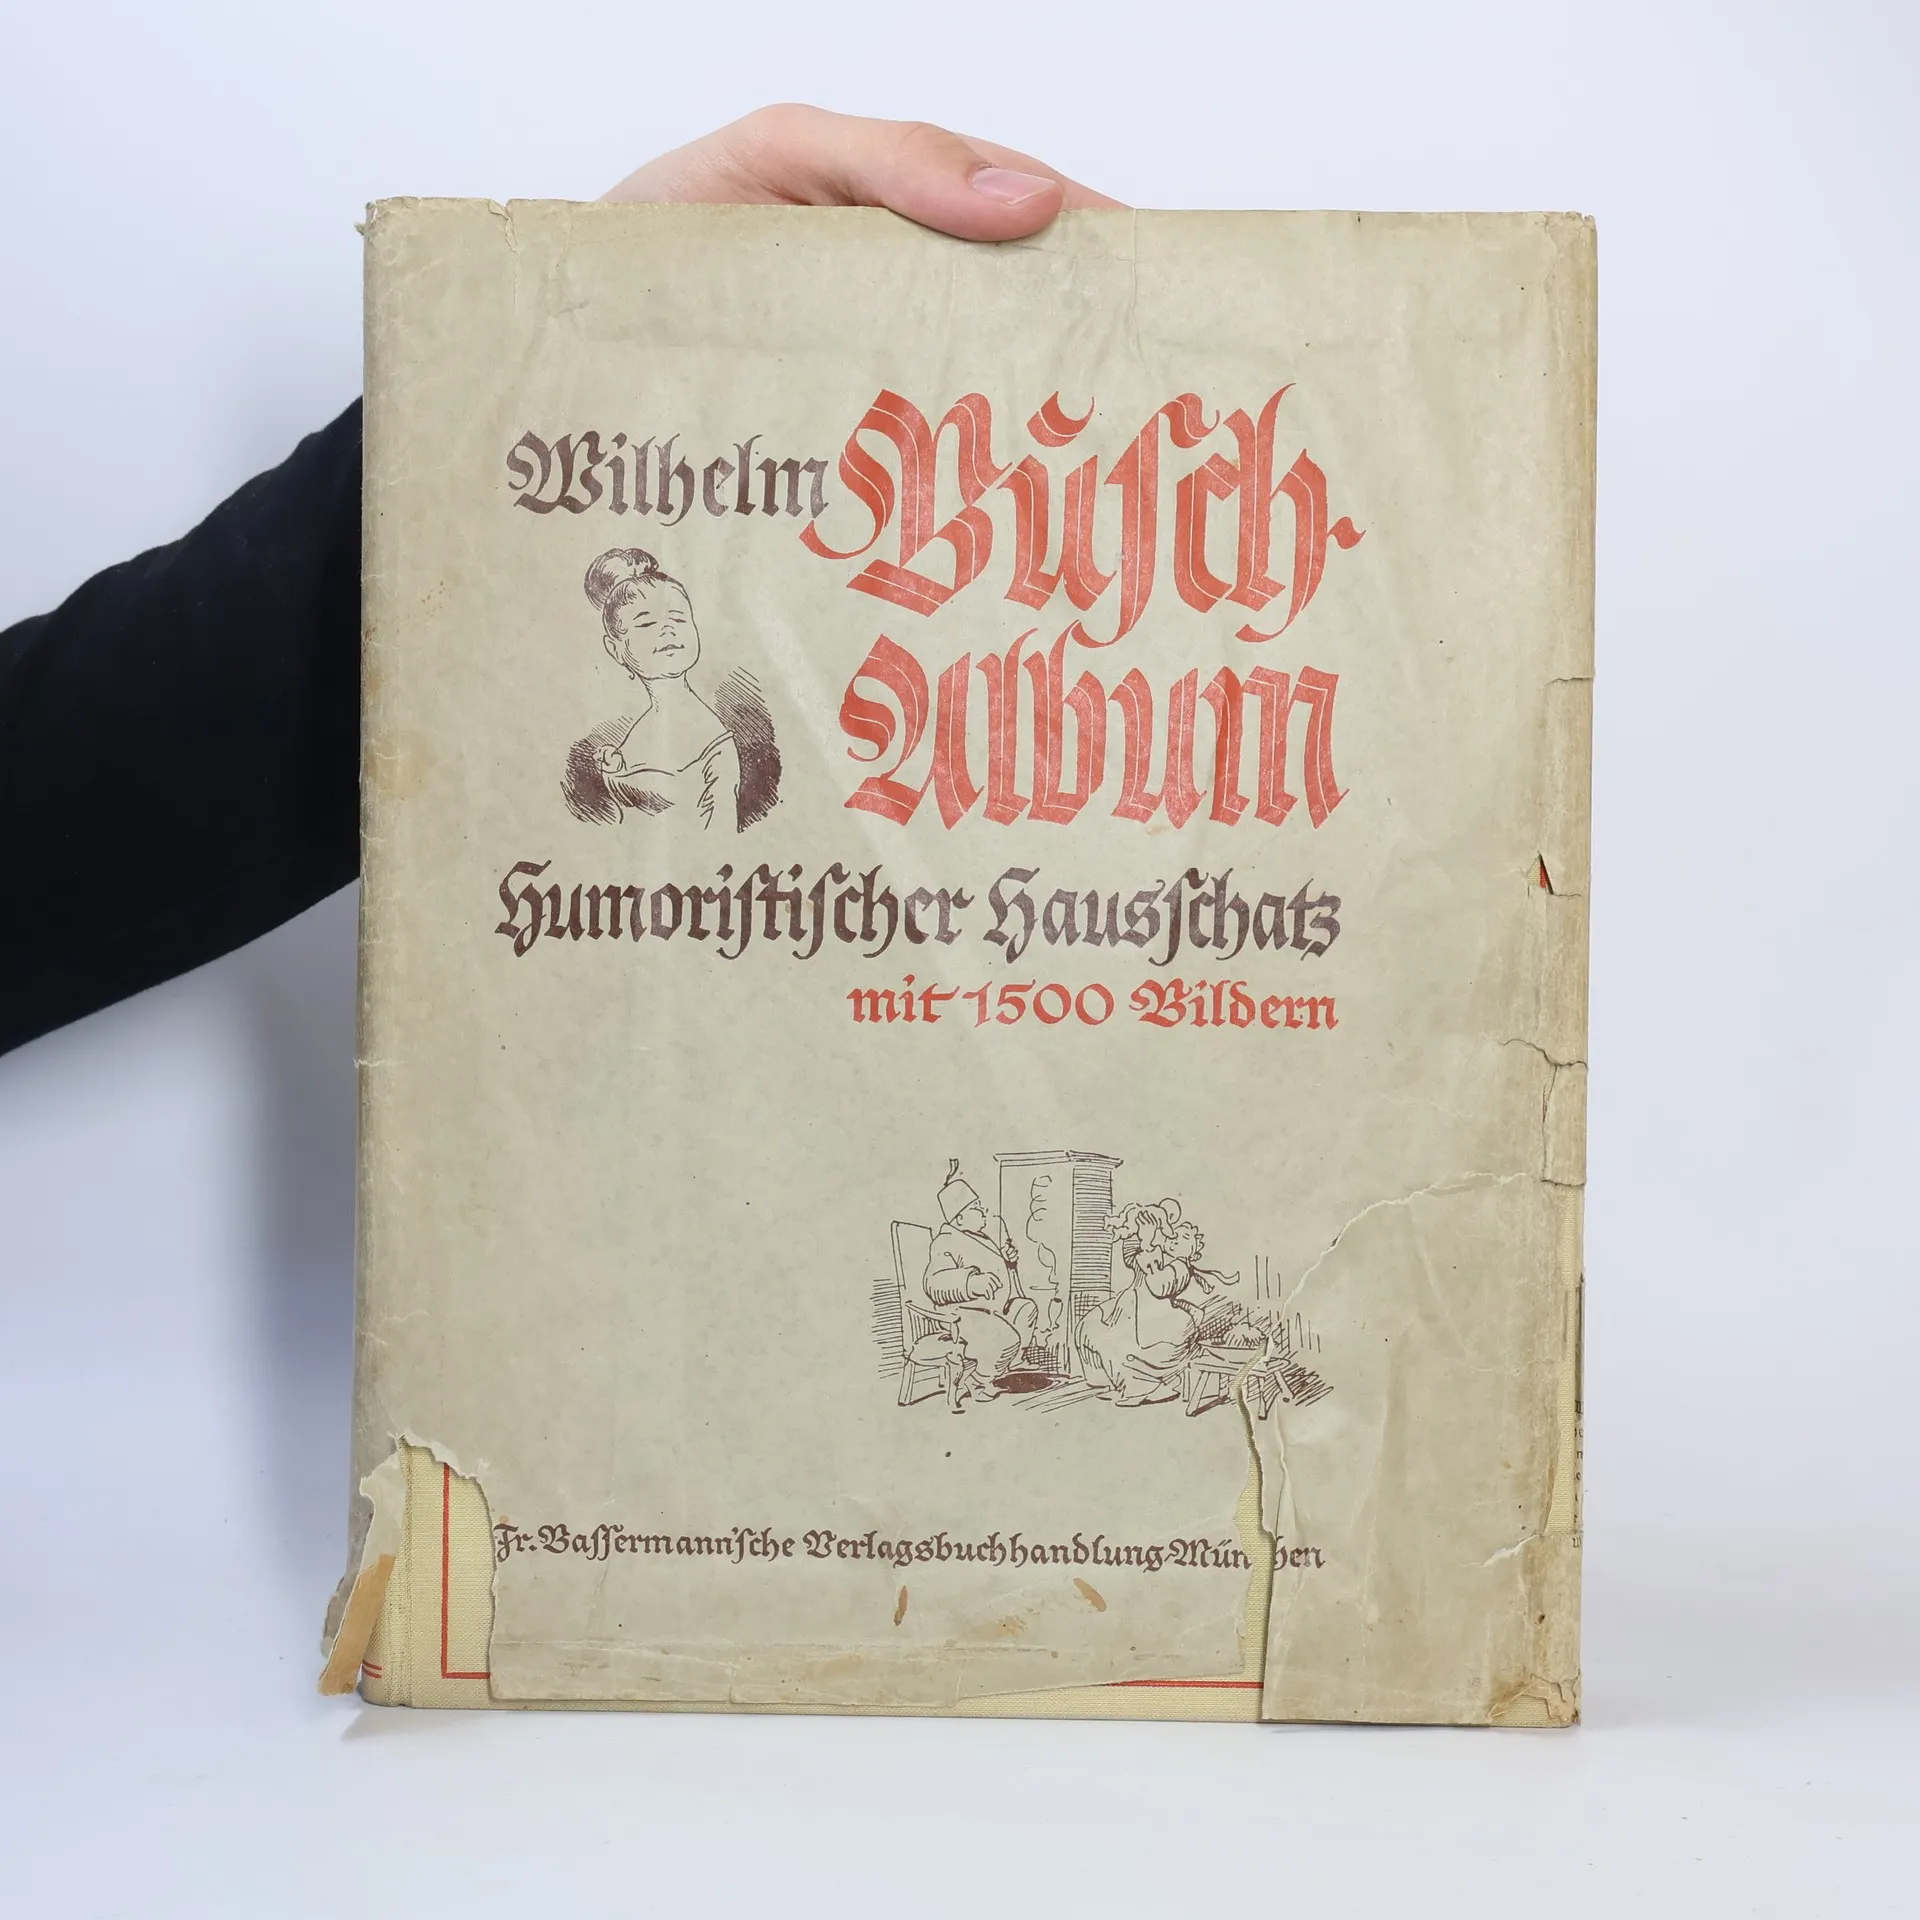 Wilhelm Busch-
Album
Humoristischer Hausschatz
mit 1500 Bildern
Fr. Bassermann'sche Verlagsbuchhandlung-München